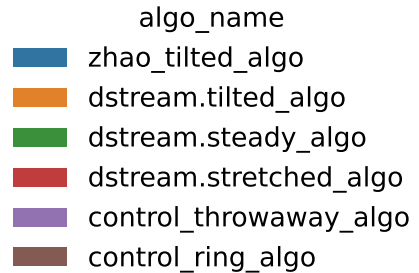 algo_name
zhao_tilted_algo
dstream.tilted_algo
dstream.steady_algo
dstream.stretched_algo
control_throwaway_algo
control_ring_algo